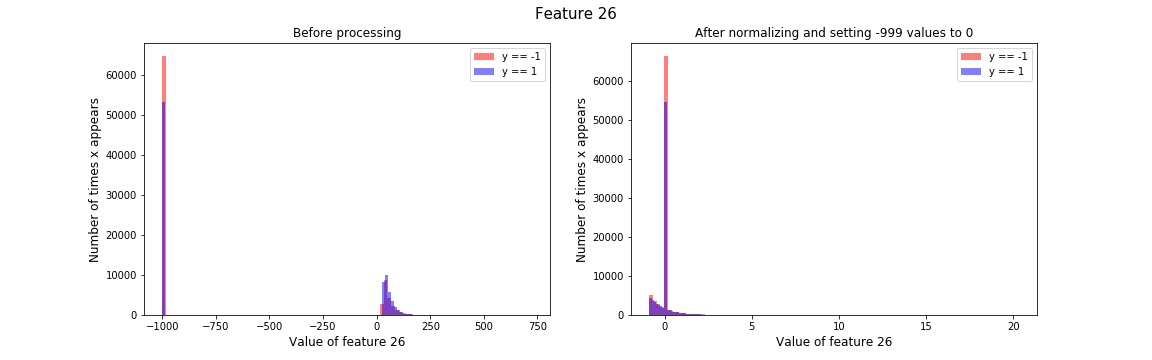 Feature 26
Before processing
Number of times x appears
60000
50000
40000
30000
20000
10000
0
y == -1
y == 1
−1000 −750 −500 −250 0 250 500 750
Value of feature 26
After normalizing and setting -999 values to 0
Number of times x appears
60000
50000
40000
30000
20000
10000
0
y == -1
y == 1
0 5 10 15 20
Value of feature 26